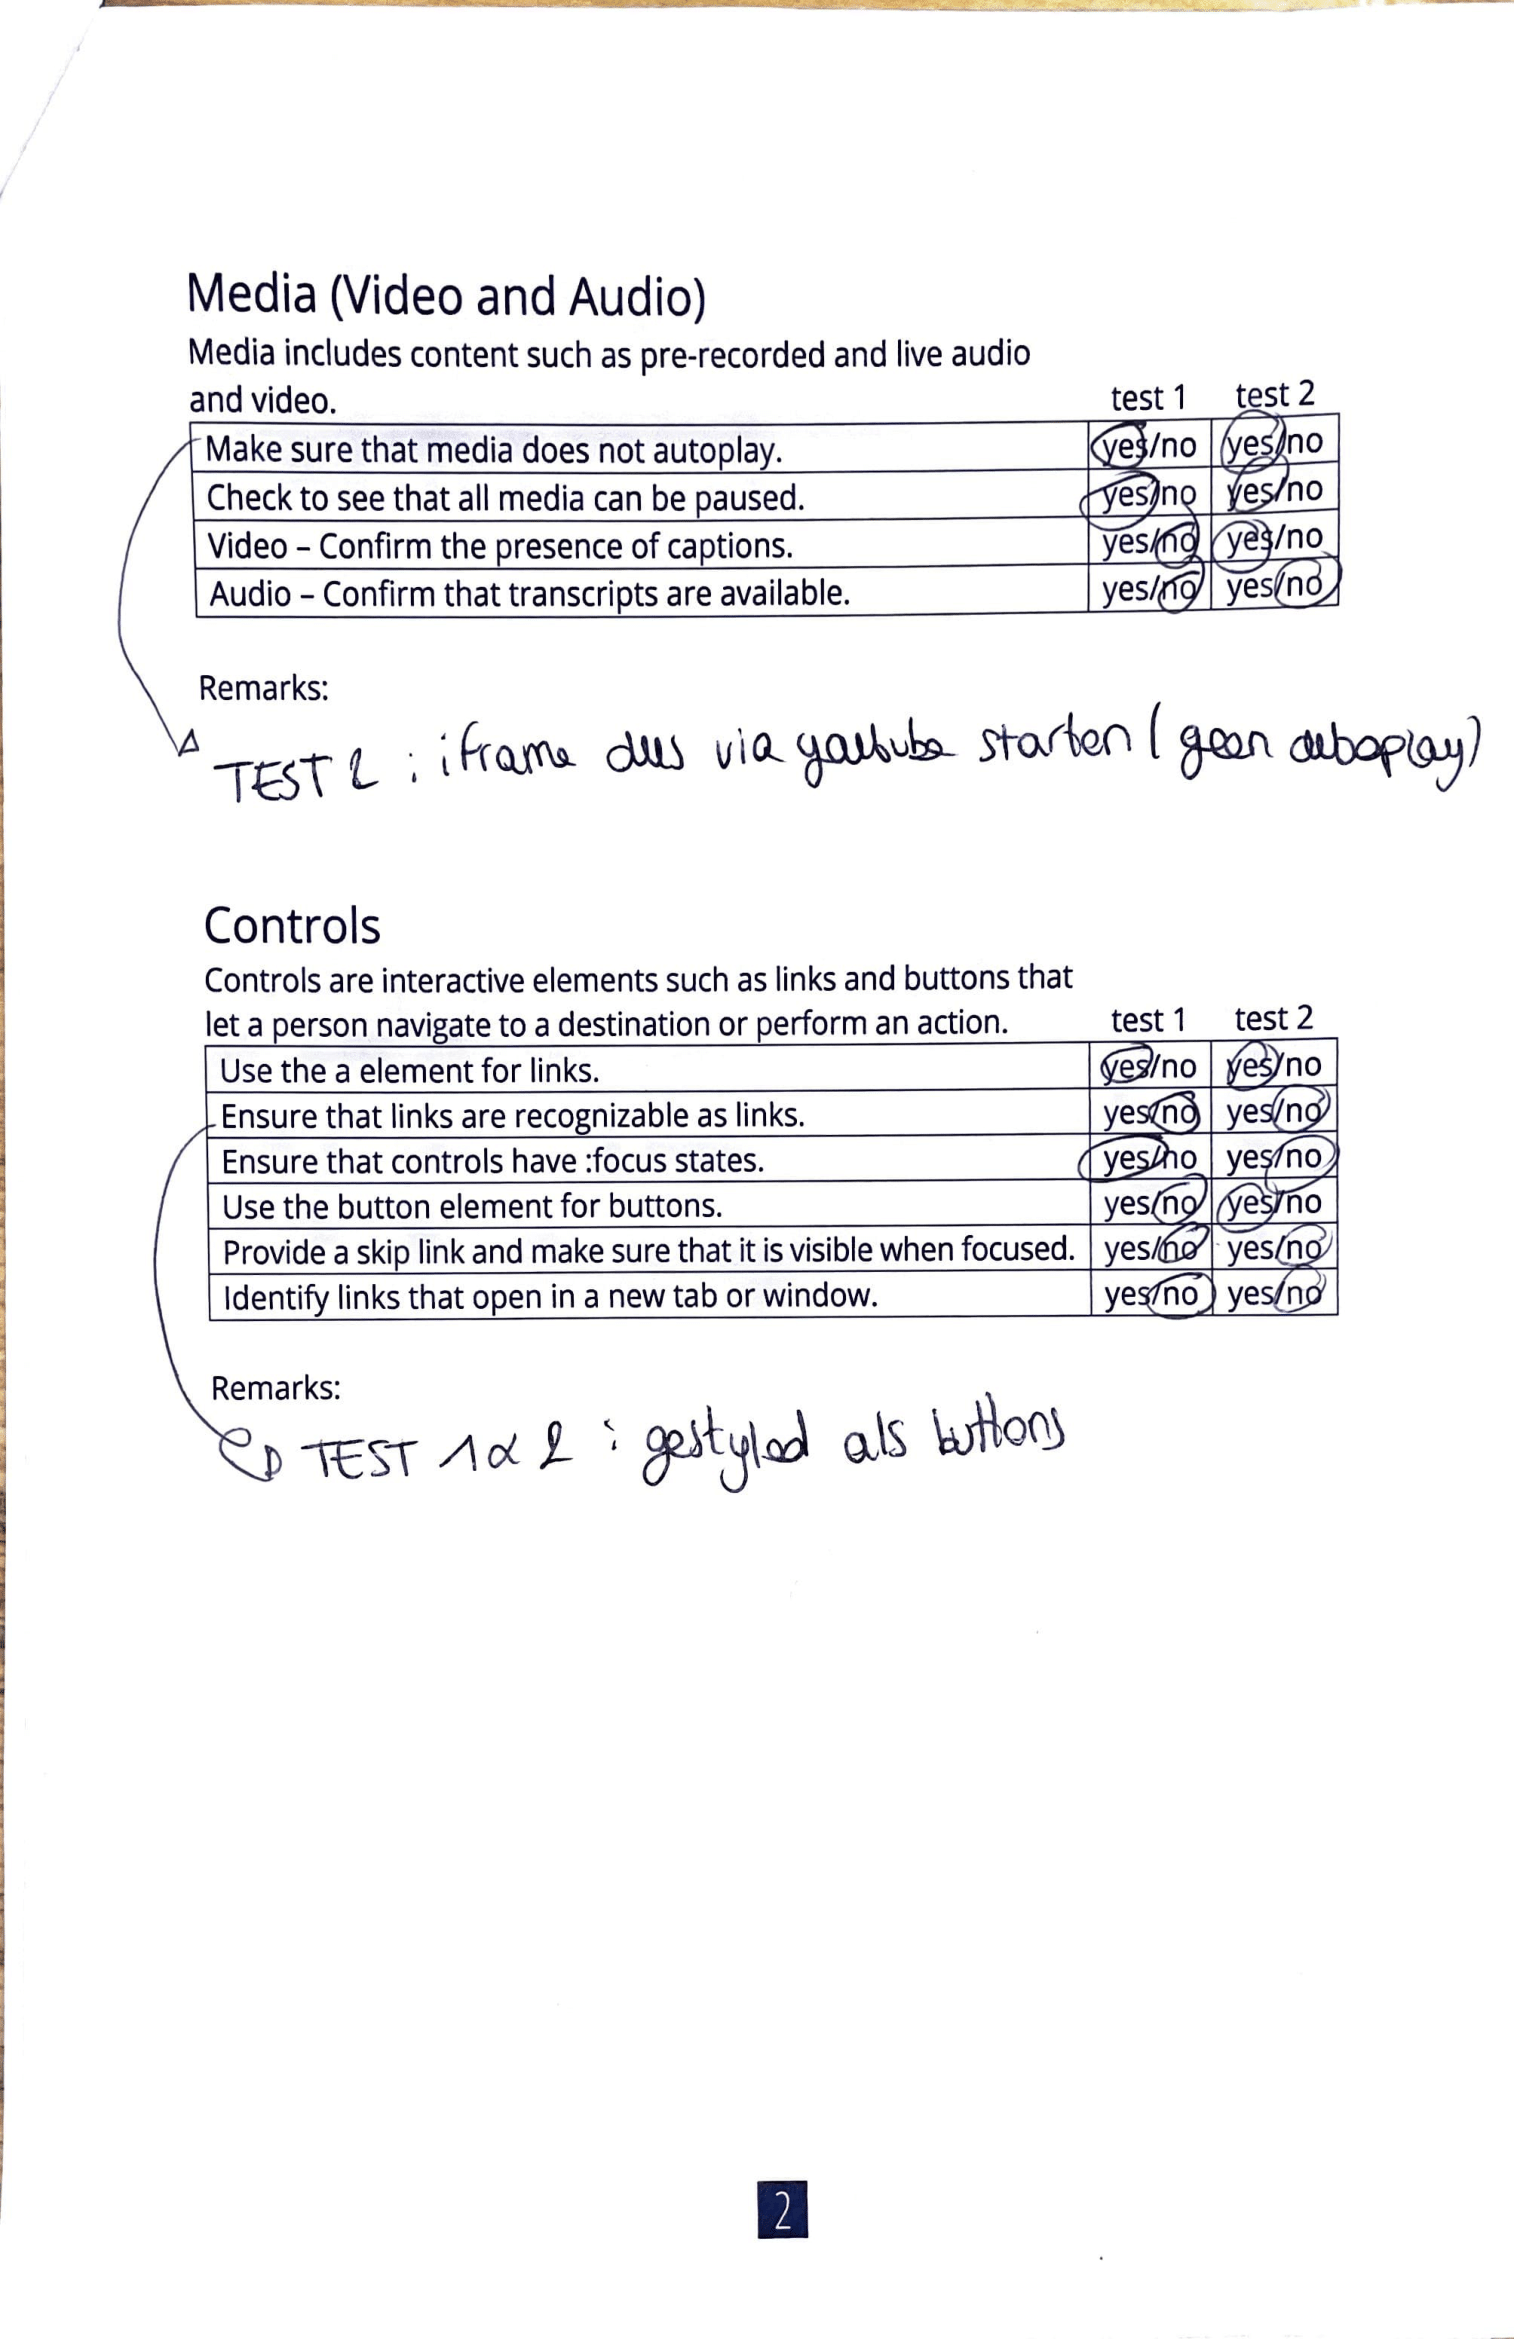 Media (Video and Audio)
Media includes content such as pre-recorded and live audio
and video. test 1 test 2
Make sure that media does not autoplay. yes/no yes/no
Check to see that all media can be paused. yes/no yes/no
Video – Confirm the presence of captions. yes/no yes/no
Audio – Confirm that transcripts are available. yes/no yes/no
Remarks:
TEST 2 : iframe dus via youtube starten (geen autoplay)
Controls
Controls are interactive elements such as links and buttons that
let a person navigate to a destination or perform an action. test 1 test 2
Use the a element for links. yes/no yes/no
Ensure that links are recognizable as links. yes/no yes/no
Ensure that controls have :focus states. yes/no yes/no
Use the button element for buttons. yes/no yes/no
Provide a skip link and make sure that it is visible when focused. yes/no yes/no
Identify links that open in a new tab or window. yes/no yes/no
Remarks:
TEST 1 & 2 : gestyled als buttons
2